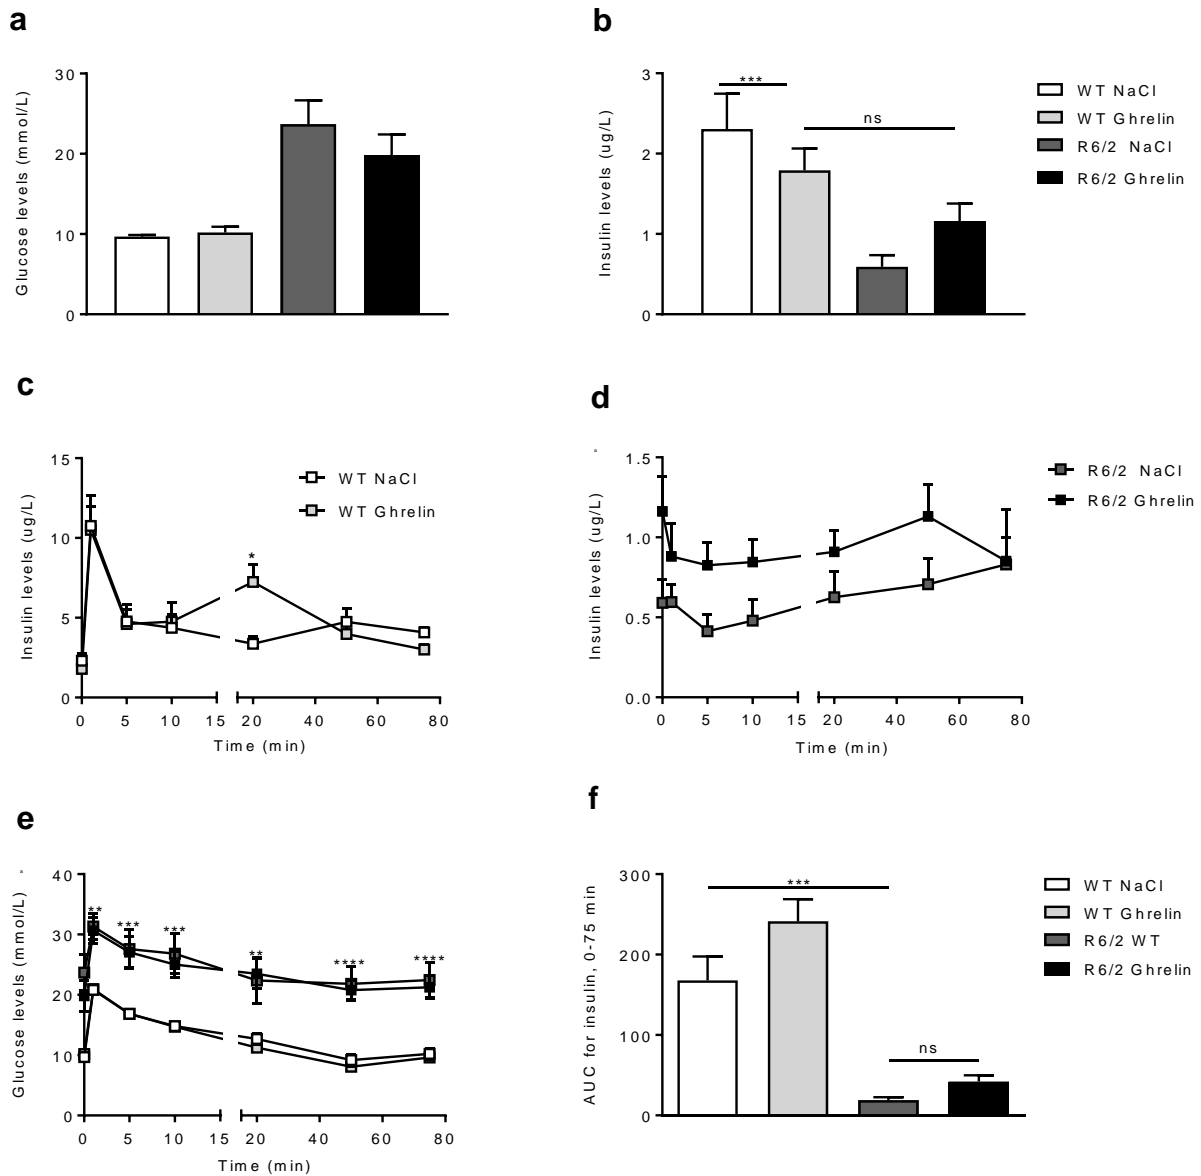 a
Glucose levels (mmol/L)
30
20
10
0
b
Insulin levels (ug/L)
3
2
1
0
***
ns
WT NaCl
WT Ghrelin
R6/2 NaCl
R6/2 Ghrelin
c
Insulin levels (ug/L)
15
10
5
0
*
WT NaCl
WT Ghrelin
0 5 10 15 20 40 60 80
Time (min)
d
Insulin levels (ug/L)
1.5
1.0
0.5
0.0
R6/2 NaCl
R6/2 Ghrelin
0 5 10 15 20 40 60 80
Time (min)
e
Glucose levels (mmol/L)
40
30
20
10
0
** *** *** ** **** ****
0 5 10 15 20 40 60 80
Time (min)
f
AUC for insulin, 0-75 min
300
200
100
0
***
ns
WT NaCl
WT Ghrelin
R6/2 WT
R6/2 Ghrelin